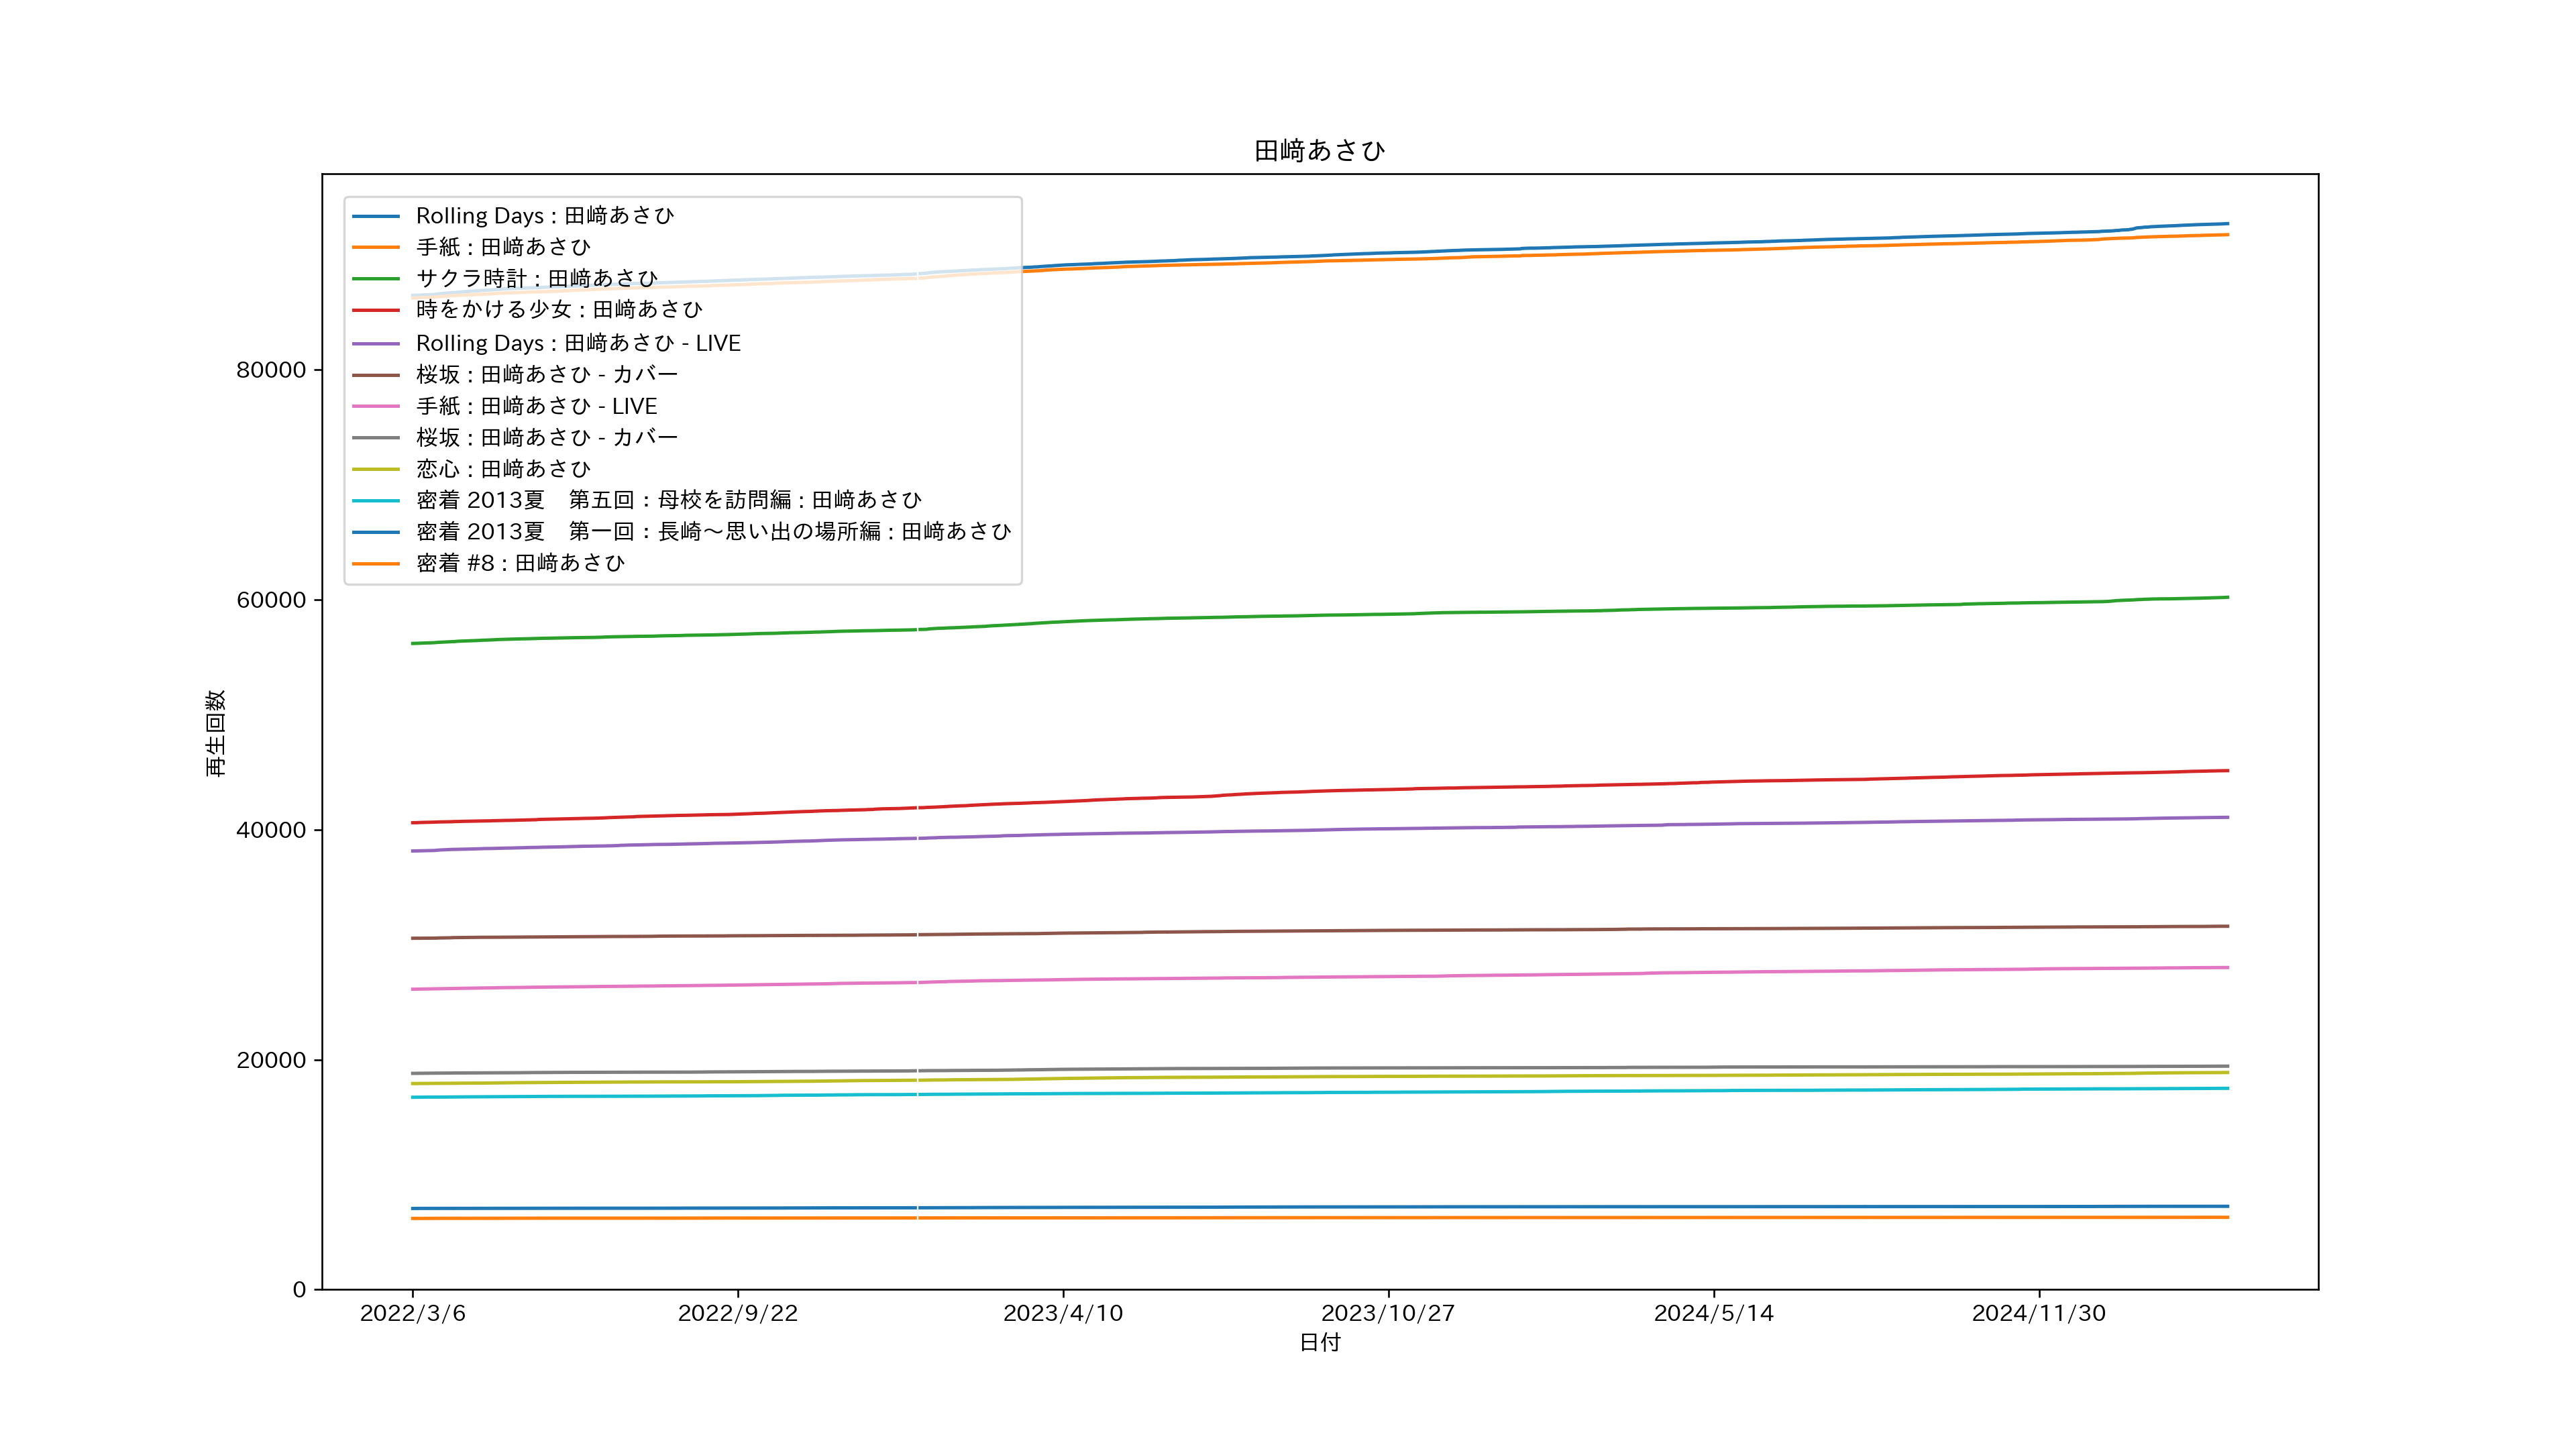 田﨑あさひ
Rolling Days : 田﨑あさひ
手紙 : 田﨑あさひ
サクラ時計 : 田﨑あさひ
時をかける少女 : 田﨑あさひ
Rolling Days : 田﨑あさひ - LIVE
桜坂 : 田﨑あさひ - カバー
手紙 : 田﨑あさひ - LIVE
桜坂 : 田﨑あさひ - カバー
恋心 : 田﨑あさひ
密着 2013夏　第五回：母校を訪問編 : 田﨑あさひ
密着 2013夏　第一回：長崎～思い出の場所編 : 田﨑あさひ
密着 #8 : 田﨑あさひ
80000
60000
40000
20000
0
再生回数
2022/3/6 2022/9/22 2023/4/10 2023/10/27 2024/5/14 2024/11/30
日付